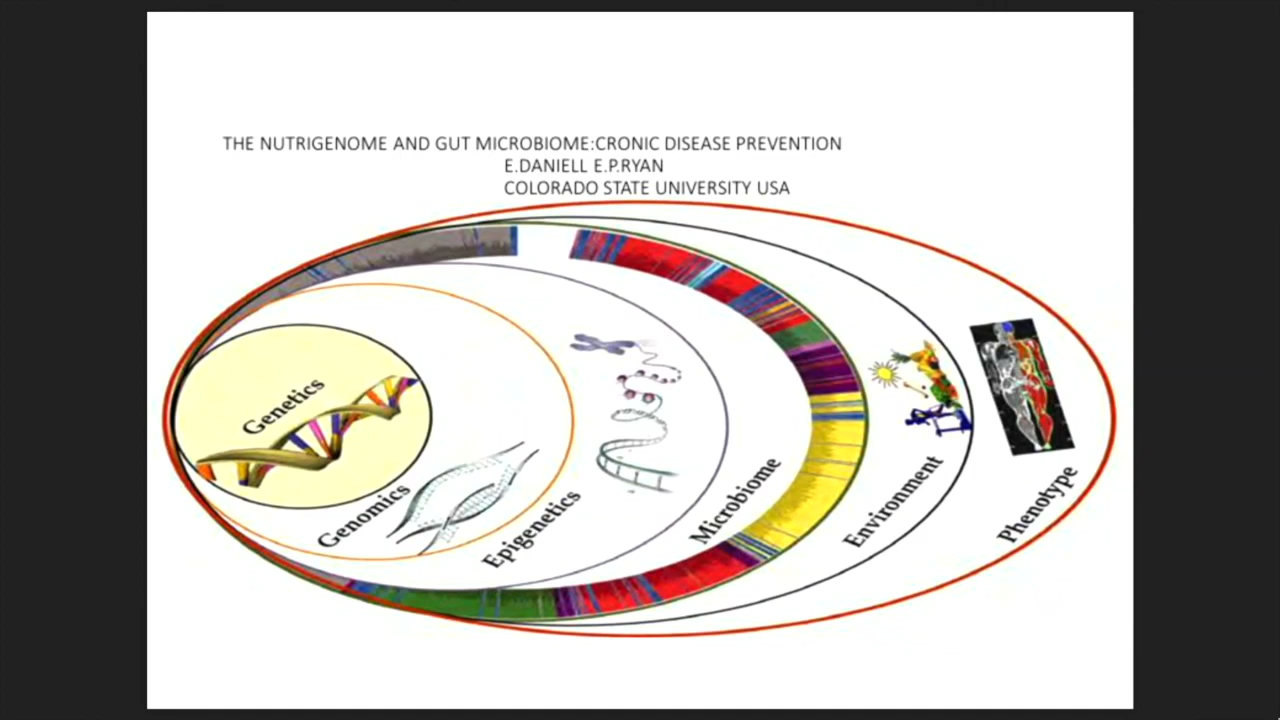 THE NUTRIGENOME AND GUT MICROBIOME:CRONIC DISEASE PREVENTION
E.DANIELL E.P.RYAN
COLORADO STATE UNIVERSITY USA
Genetics
Genomics
Epigenetics
Microbiome
Environment
Phenotype